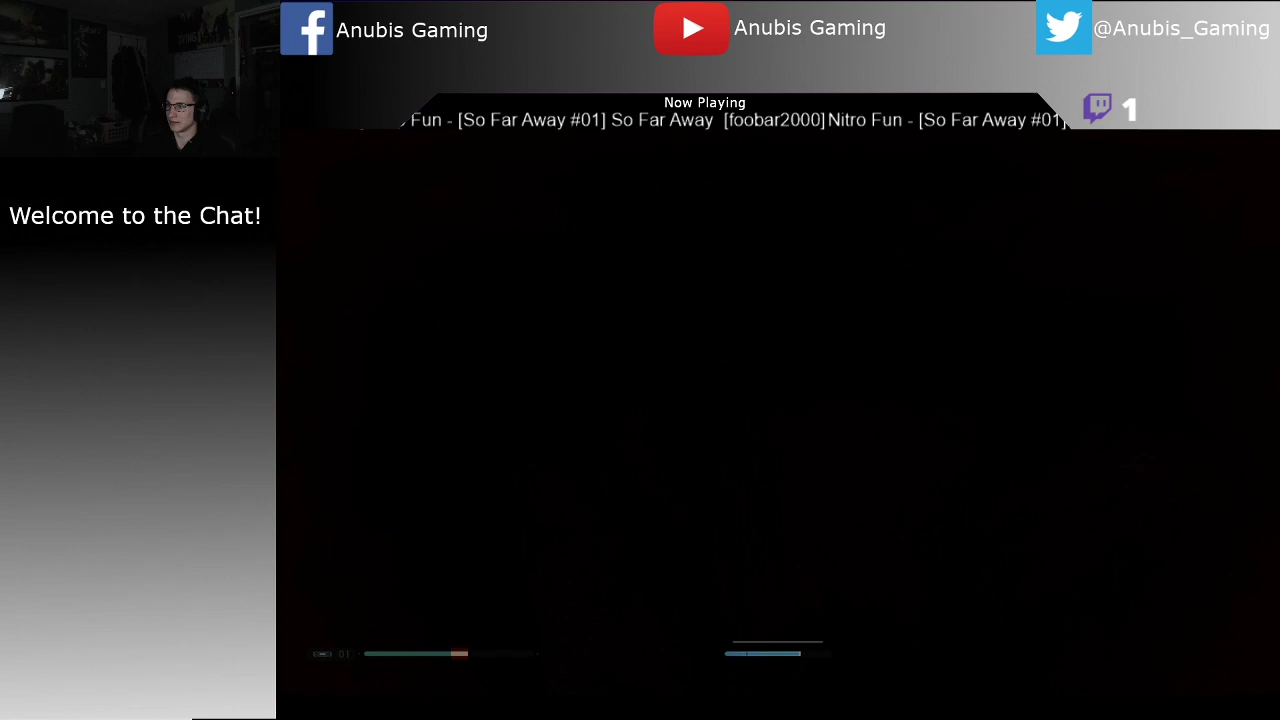 Anubis Gaming
Anubis Gaming
@Anubis_Gaming
Now Playing
Fun - [So Far Away #01] So Far Away [foobar2000]Nitro Fun - [So Far Away #01]
1
Welcome to the Chat!
01